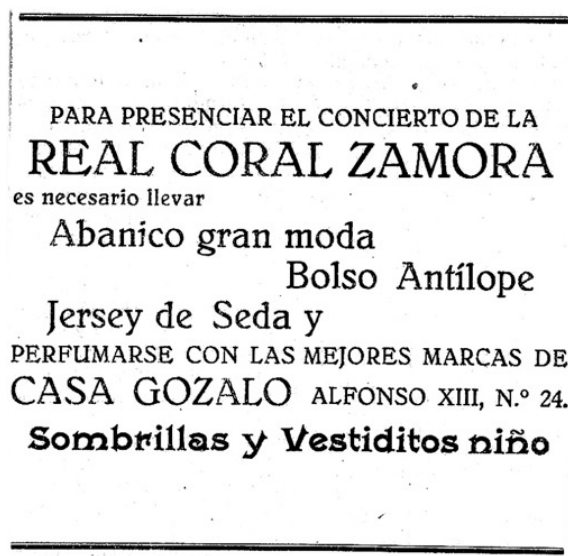 PARA PRESENCIAR EL CONCIERTO DE LA
REAL CORAL ZAMORA
es necesario llevar
Abanico gran moda
Bolso Antílope
Jersey de Seda y
PERFUMARSE CON LAS MEJORES MARCAS DE
CASA GOZALO ALFONSO XIII, N.º 24.
Sombrillas y Vestiditos niño